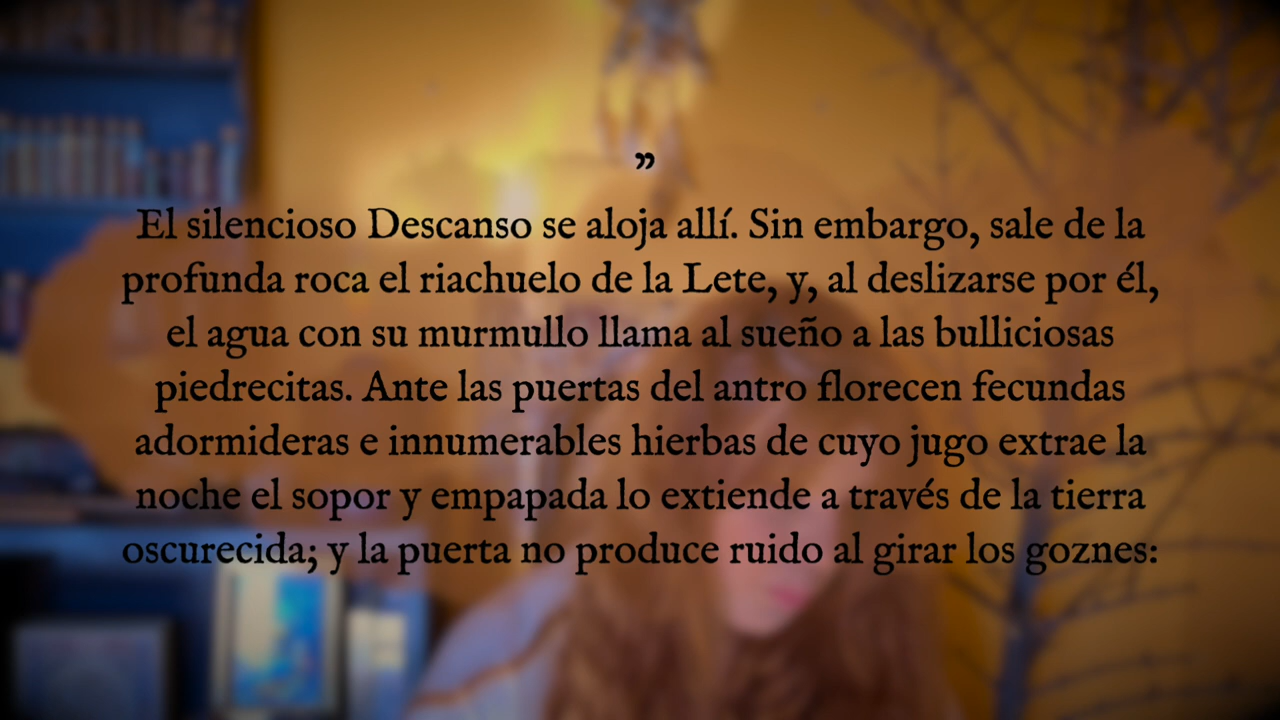 ”
El silencioso Descanso se aloja allí. Sin embargo, sale de la
profunda roca el riachuelo de la Lete, y, al deslizarse por él,
el agua con su murmullo llama al sueño a las bulliciosas
piedrecitas. Ante las puertas del antro florecen fecundas
adormideras e innumerables hierbas de cuyo jugo extrae la
noche el sopor y empapada lo extiende a través de la tierra
oscurecida; y la puerta no produce ruido al girar los goznes: